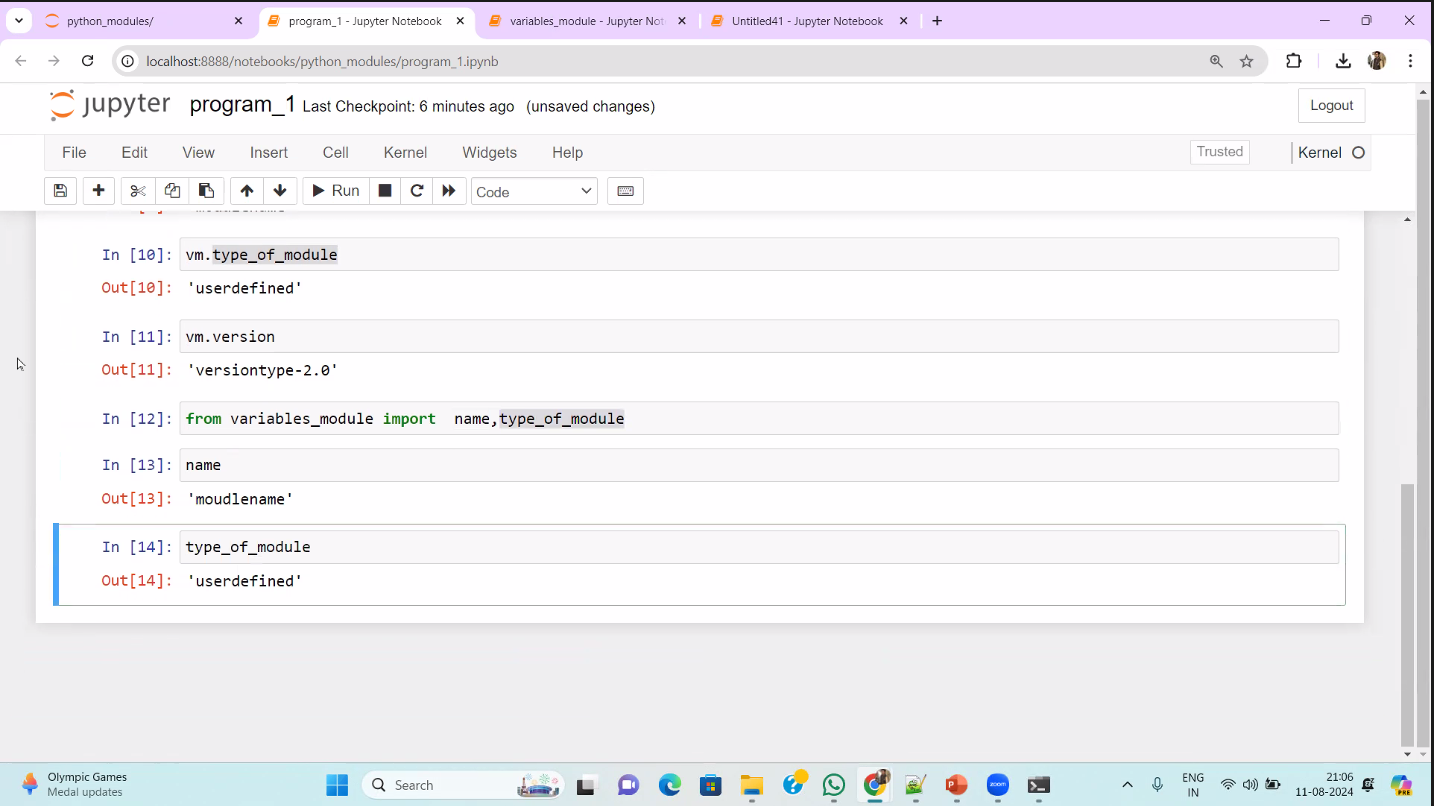 python_modules/
program_1 - Jupyter Notebook
variables_module - Jupyter Not
Untitled41 - Jupyter Notebook
localhost:8888/notebooks/python_modules/program_1.ipynb
jupyter program_1 Last Checkpoint: 6 minutes ago (unsaved changes)
Logout
File Edit View Insert Cell Kernel Widgets Help
Trusted
Kernel
Run
Code
In [10]: vm.type_of_module
Out[10]: 'userdefined'
In [11]: vm.version
Out[11]: 'versiontype-2.0'
In [12]: from variables_module import  name,type_of_module
In [13]: name
Out[13]: 'moudlename'
In [14]: type_of_module
Out[14]: 'userdefined'
Olympic Games
Medal updates
Search
zoom
ENG
IN
21:06
11-08-2024
PRE